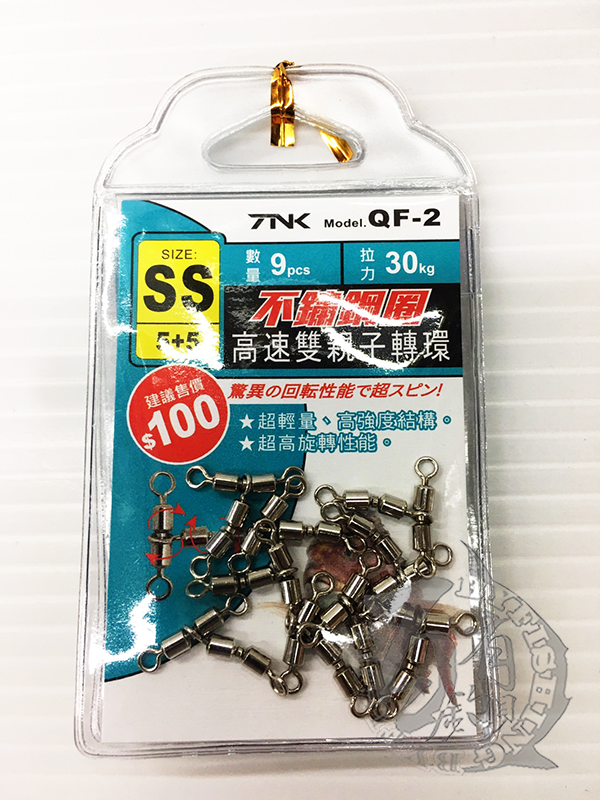 TNK Model. QF-2
SIZE:
SS
5+5
數量 9pcs
拉力 30kg
不鏽鋼圈
高速雙親子轉環
建議售價
$100
驚異の回転性能で超スピン!
★超輕量、高強度結構。
★超高旋轉性能。